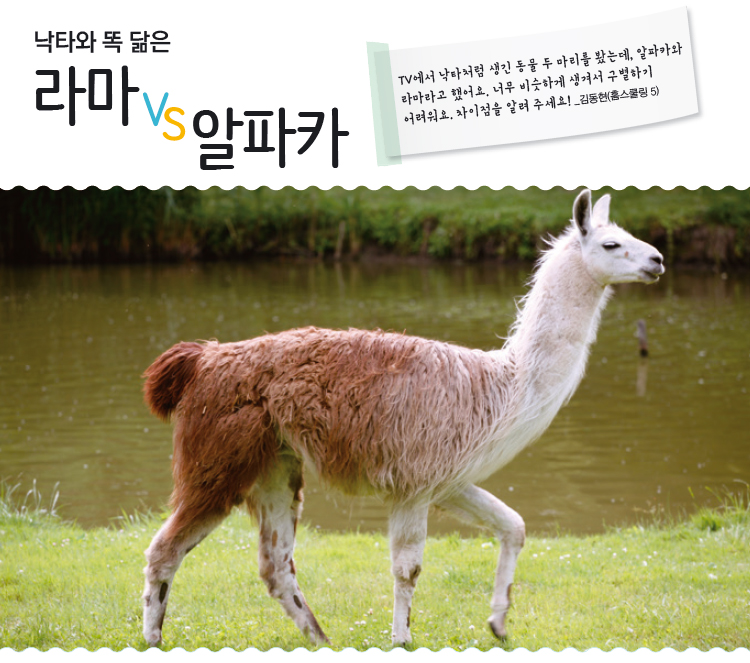 낙타와 똑 닮은
라마
VS
알파카
TV에서 낙타처럼 생긴 동물 두 마리를 봤는데, 알파카와
라마라고 했어요. 너무 비슷하게 생겨서 구별하기
어려워요. 차이점을 알려 주세요! _김동현(홈스쿨링 5)